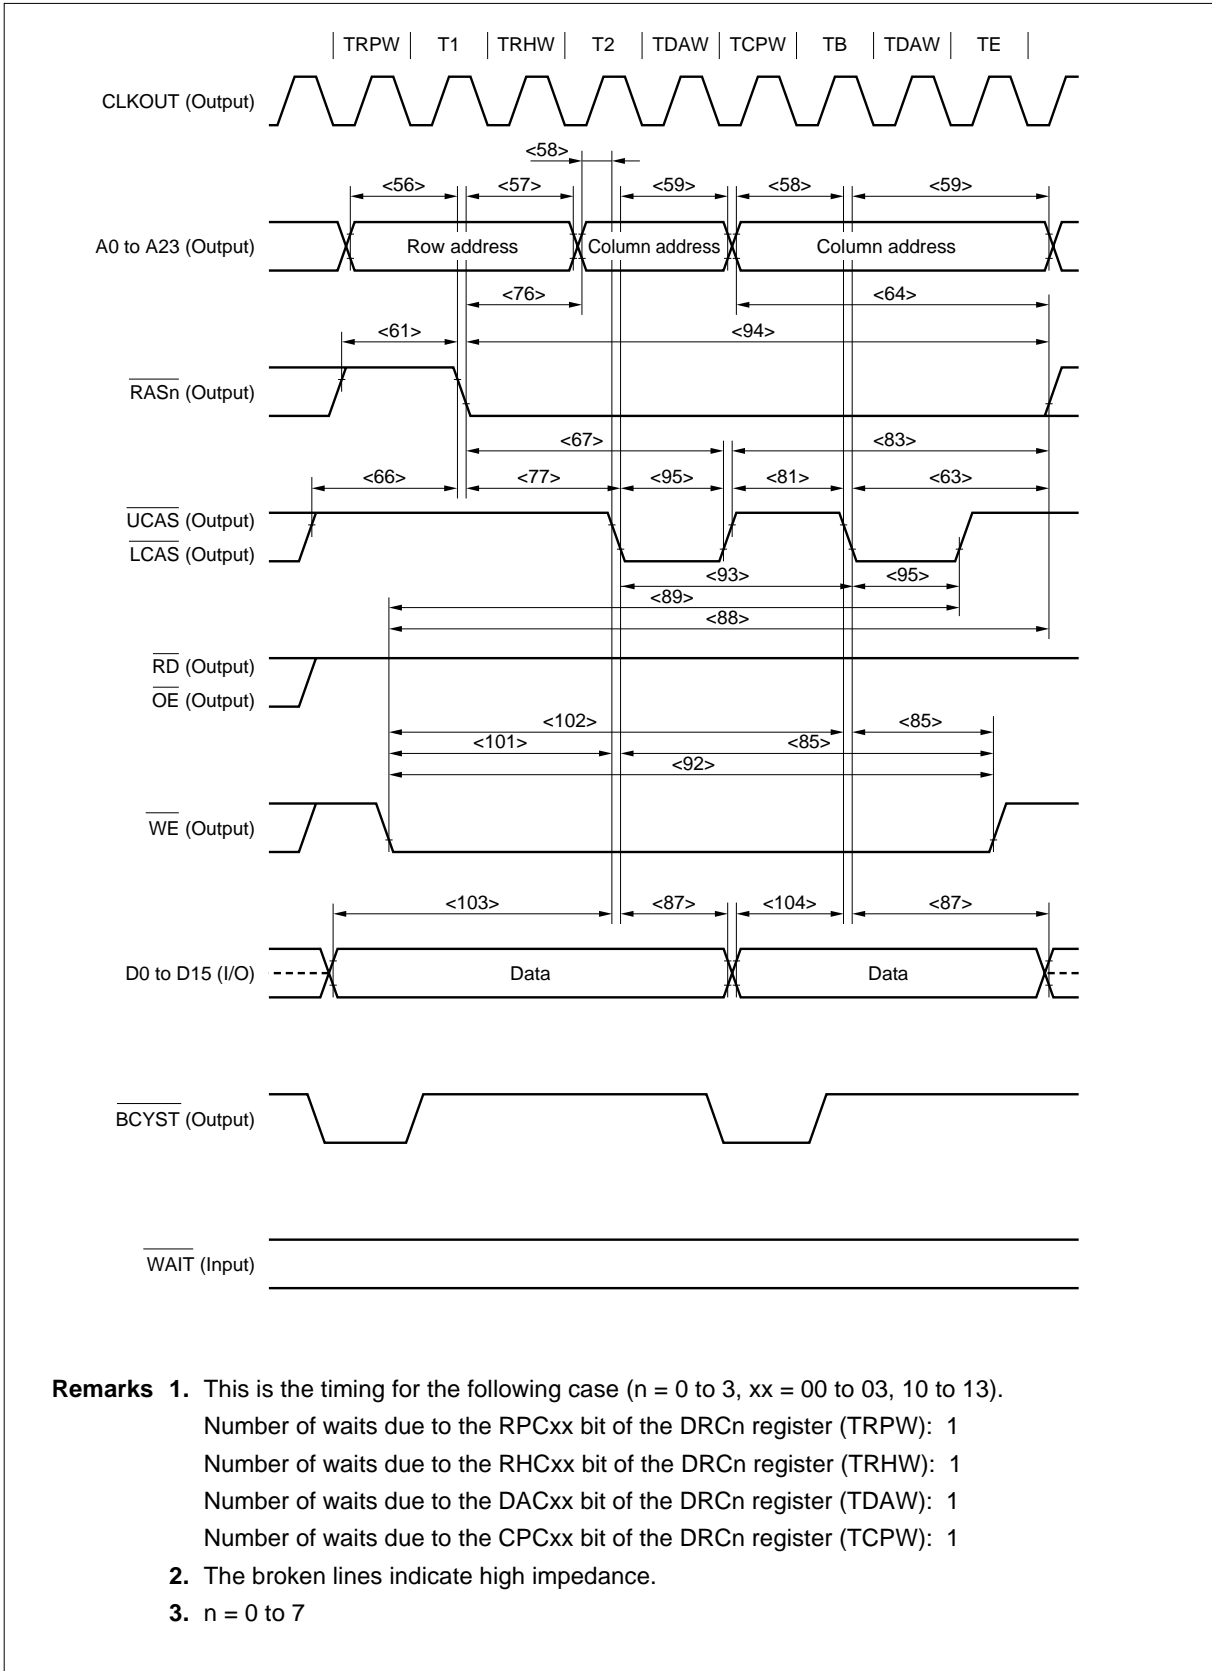 TRPW T1 TRHW T2 TDAW TCPW TB TDAW TE
CLKOUT (Output)
<58>
<56> <57> <59> <58> <59>
A0 to A23 (Output) Row address Column address Column address
<76> <64>
<61> <94>
RASn (Output)
<67> <83>
<66> <77> <95> <81> <63>
UCAS (Output)
LCAS (Output)
<93> <95>
<89>
<88>
RD (Output)
OE (Output)
<102> <85>
<101> <85>
<92>
WE (Output)
<103> <87> <104> <87>
D0 to D15 (I/O) Data Data
BCYST (Output)
WAIT (Input)
Remarks 1. This is the timing for the following case (n = 0 to 3, xx = 00 to 03, 10 to 13).
Number of waits due to the RPCxx bit of the DRCn register (TRPW): 1
Number of waits due to the RHCxx bit of the DRCn register (TRHW): 1
Number of waits due to the DACxx bit of the DRCn register (TDAW): 1
Number of waits due to the CPCxx bit of the DRCn register (TCPW): 1
2. The broken lines indicate high impedance.
3. n = 0 to 7